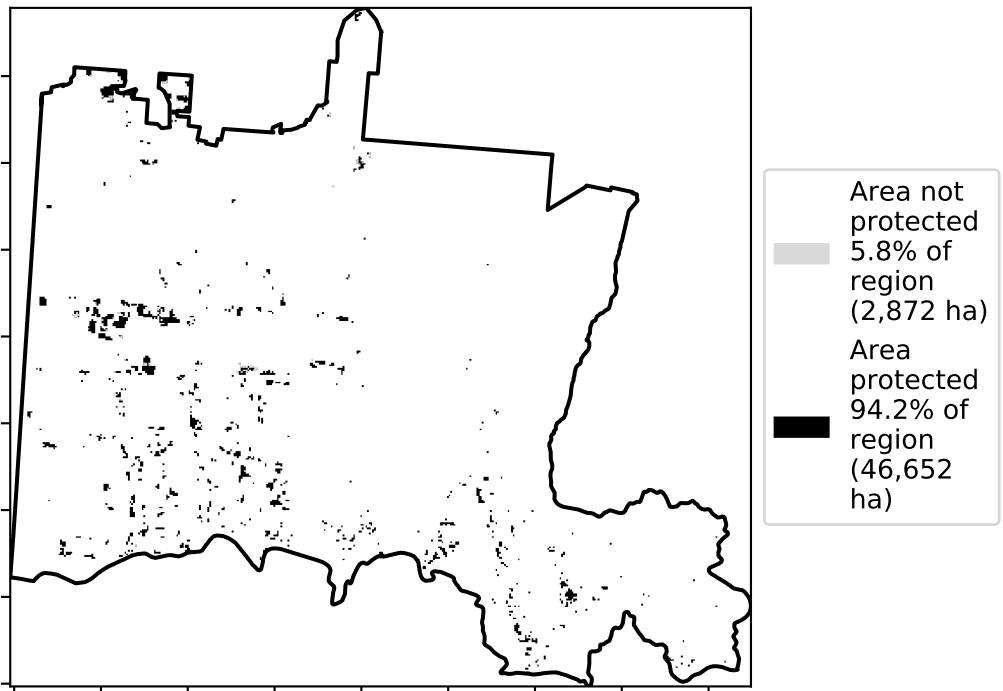 Area not
protected
5.8% of
region
(2,872 ha)
Area
protected
94.2% of
region
(46,652
ha)